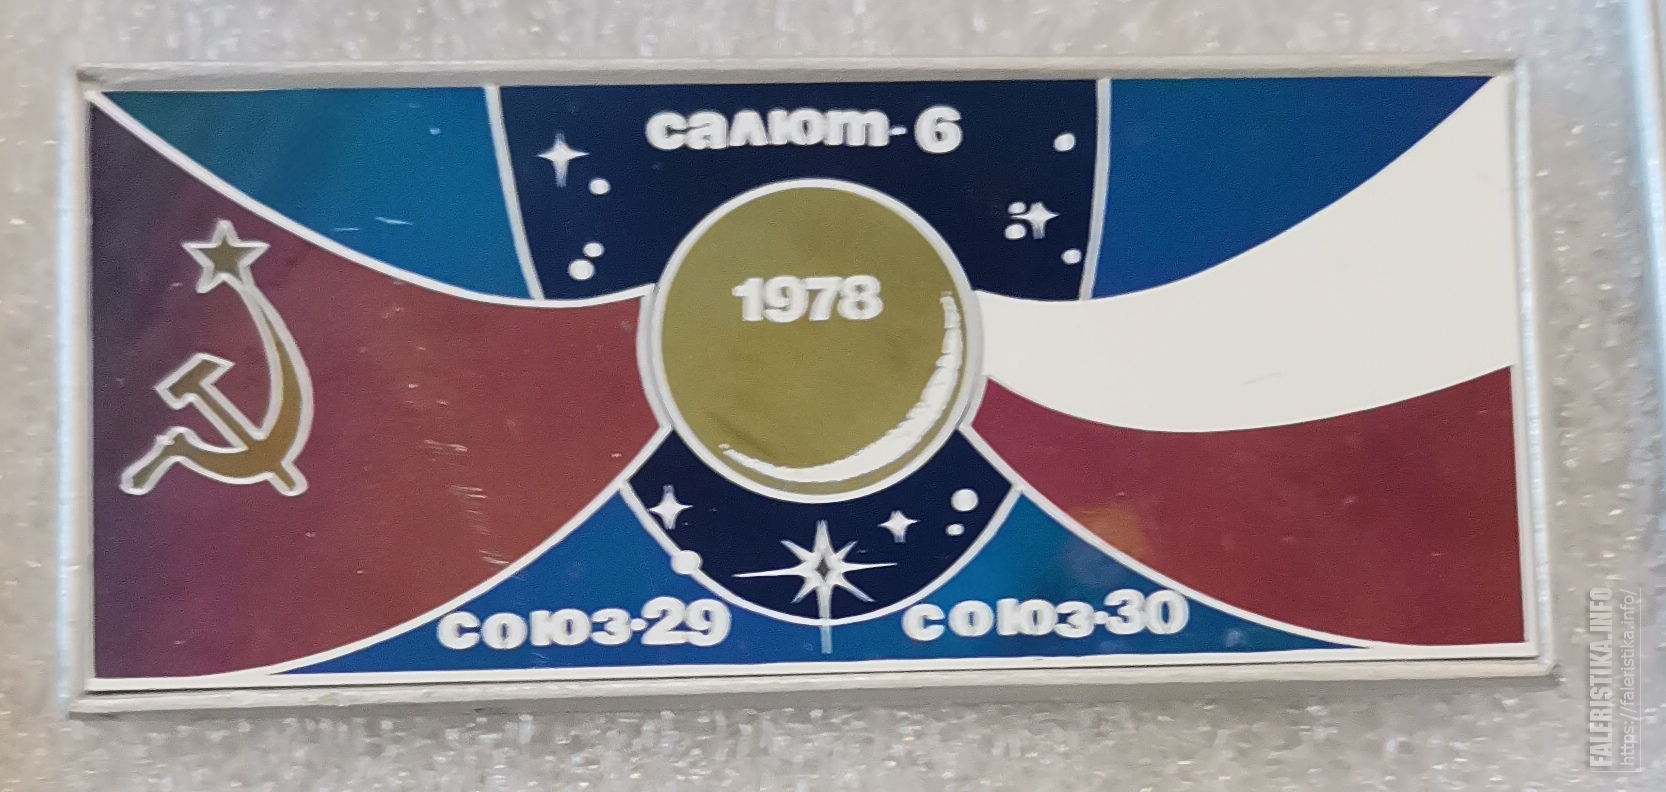 салют-6
1978
союз·29
союз·30
FALERISTIKA.INFO
https://faleristika.info/